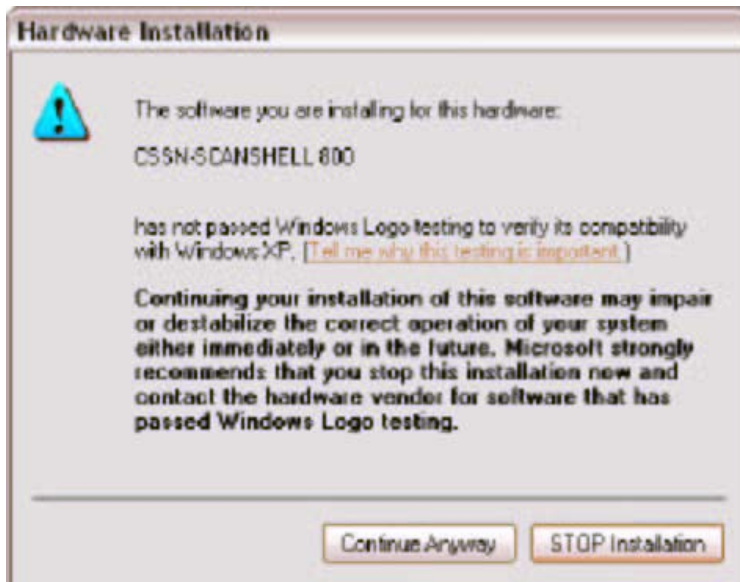 Hardware Installation
The software you are installing for this hardware:
CSSN-SCANSHELL 800
has not passed Windows Logo testing to verify its compatibility
with Windows XP. (Tell me why this testing is important.)
Continuing your installation of this software may impair
or destabilize the correct operation of your system
either immediately or in the future. Microsoft strongly
recommends that you stop this installation now and
contact the hardware vendor for software that has
passed Windows Logo testing.
Continue Anyway
STOP Installation